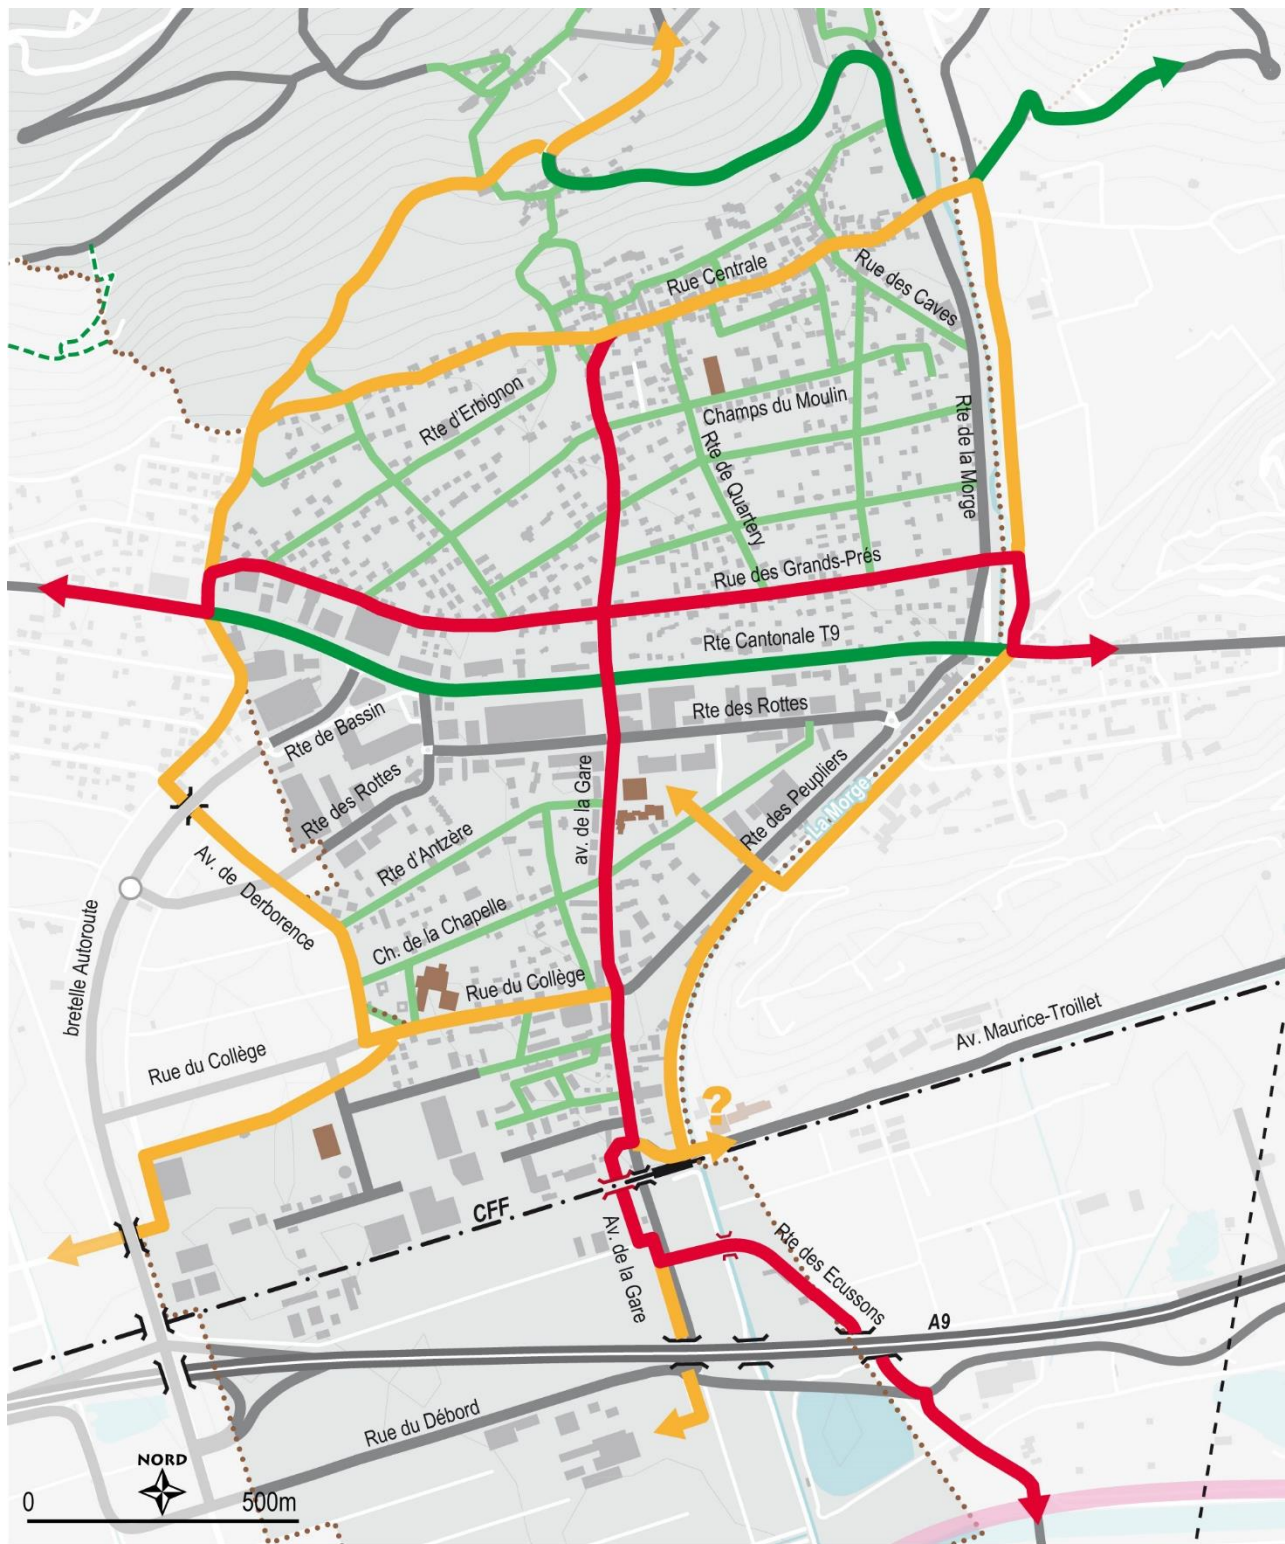 Rue Centrale
Rue des Caves
Rte d'Erbignon
Champs du Moulin
Rte de Quartery
Rte de la Morge
Rue des Grands-Prés
Rte Cantonale T9
Rte de Bassin
Rte des Rottes
Rte des Rottes
av. de la Gare
Rte des Peupliers
La Morge
Rte d'Antzère
Av. de Derborence
Ch. de la Chapelle
bretelle Autoroute
Rue du Collège
Rue du Collège
Av. Maurice-Troillet
?
CFF
Av. de la Gare
Rte des Ecussons
A9
Rue du Débord
NORD
0 500m